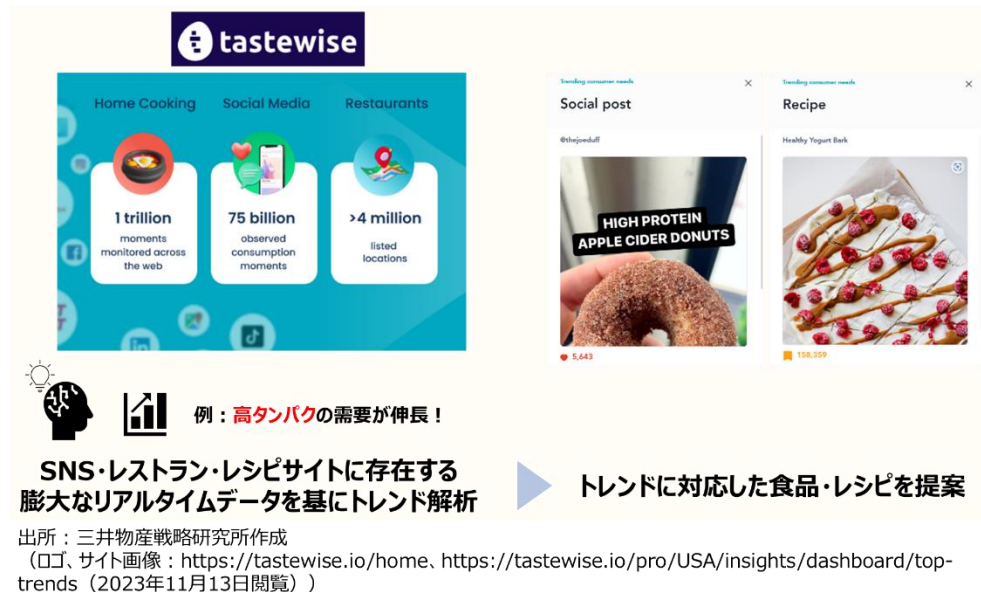 tastewise
Home Cooking
Social Media
Restaurants
1 trillion
moments
monitored across
the web
75 billion
observed
consumption
moments
>4 million
listed
locations
Trending consumer needs
Social post
@thejoeduff
HIGH PROTEIN
APPLE CIDER DONUTS
5,643
Trending consumer needs
Recipe
Healthy Yogurt Bark
158,359
例：高タンパクの需要が伸長！
SNS・レストラン・レシピサイトに存在する
膨大なリアルタイムデータを基にトレンド解析
トレンドに対応した食品・レシピを提案
出所：三井物産戦略研究所作成
（ロゴ、サイト画像：https://tastewise.io/home、https://tastewise.io/pro/USA/insights/dashboard/top-
trends（2023年11月13日閲覧））